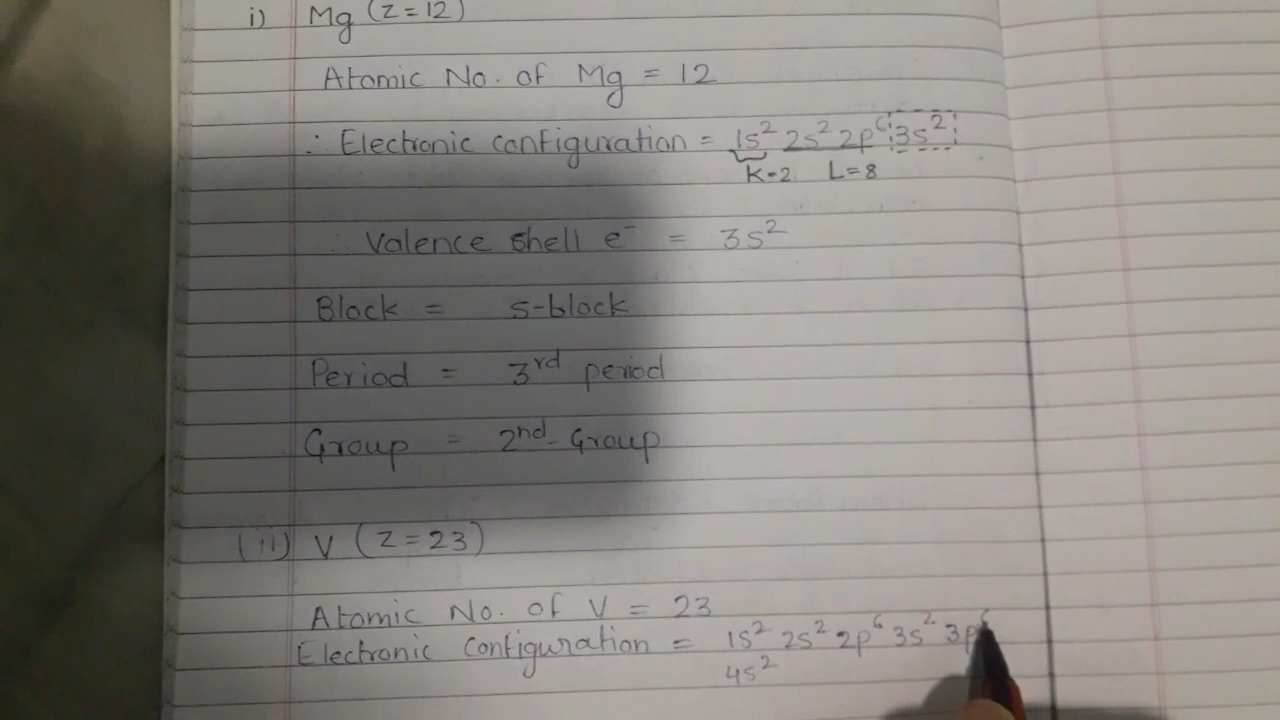 i) Mg (Z=12)
Atomic No. of Mg = 12
∴ Electronic configuration = 1s² 2s² 2p⁶ 3s²
K=2 L=8
Valence shell e⁻ = 3s²
Block = s-block
Period = 3rd period
Group = 2nd Group
(ii) V (Z=23)
Atomic No. of V = 23
Electronic Configuration = 1s² 2s² 2p⁶ 3s² 3p⁶
4s²